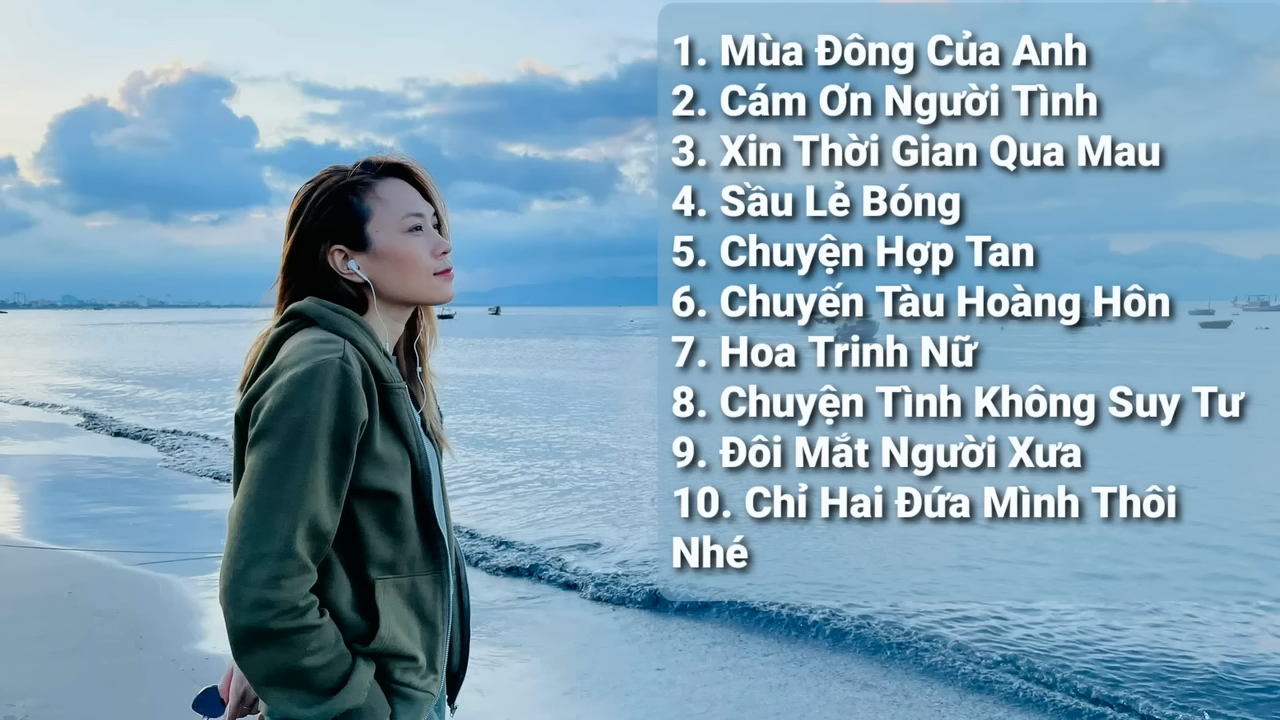 1. Mùa Đông Của Anh
2. Cám Ơn Người Tình
3. Xin Thời Gian Qua Mau
4. Sầu Lẻ Bóng
5. Chuyện Hợp Tan
6. Chuyến Tàu Hoàng Hôn
7. Hoa Trinh Nữ
8. Chuyện Tình Không Suy Tư
9. Đôi Mắt Người Xưa
10. Chỉ Hai Đứa Mình Thôi
Nhé